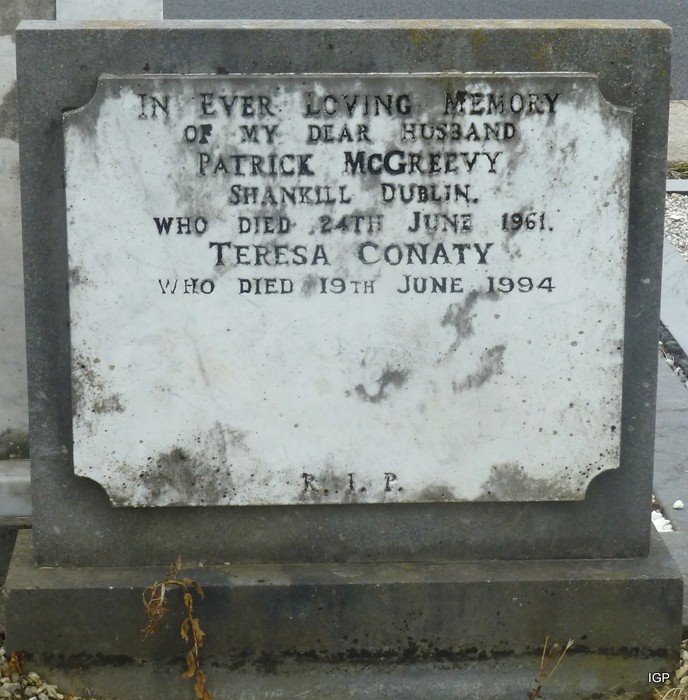 In Ever Loving Memory
of my dear husband
Patrick McGreevy
Shankill Dublin.
who died 24th June 1961.
Teresa Conaty
who died 19th June 1994
R. I. P.
IGP